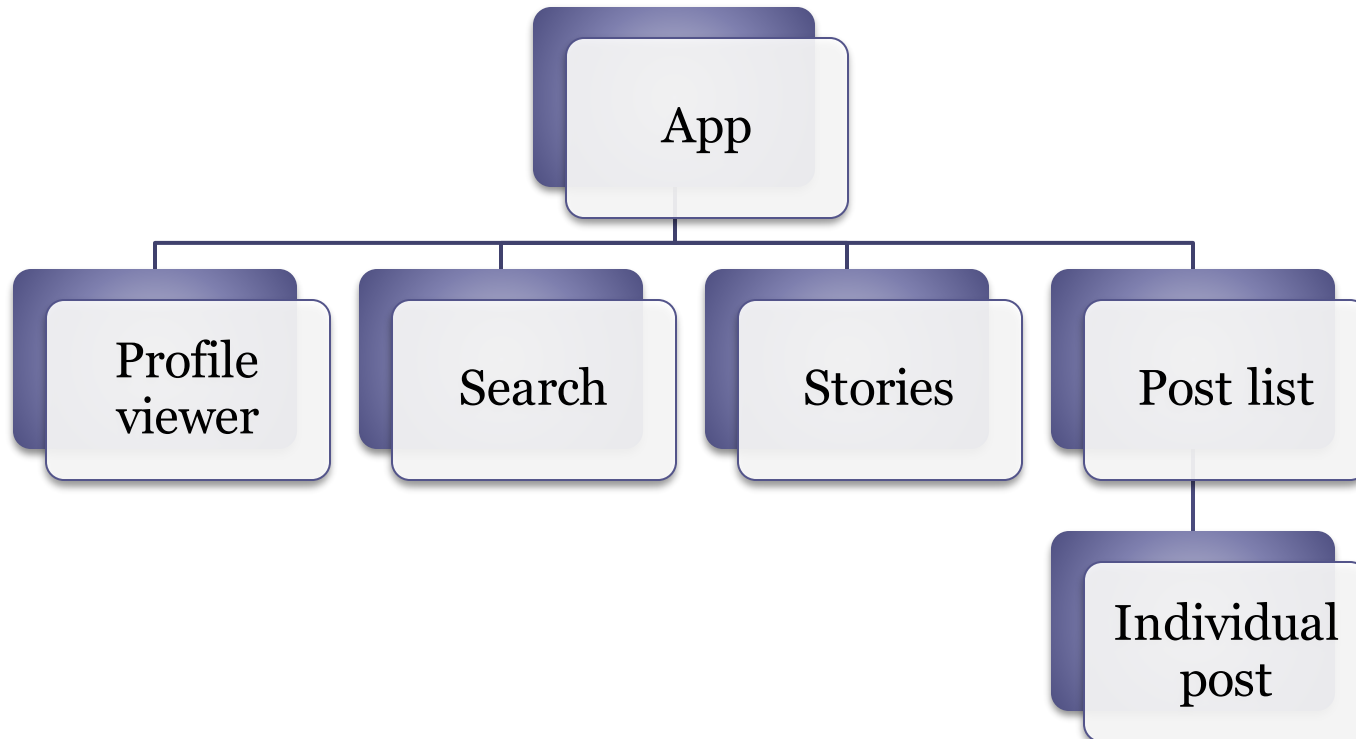 App
Profile
viewer
Search
Stories
Post list
Individual
post